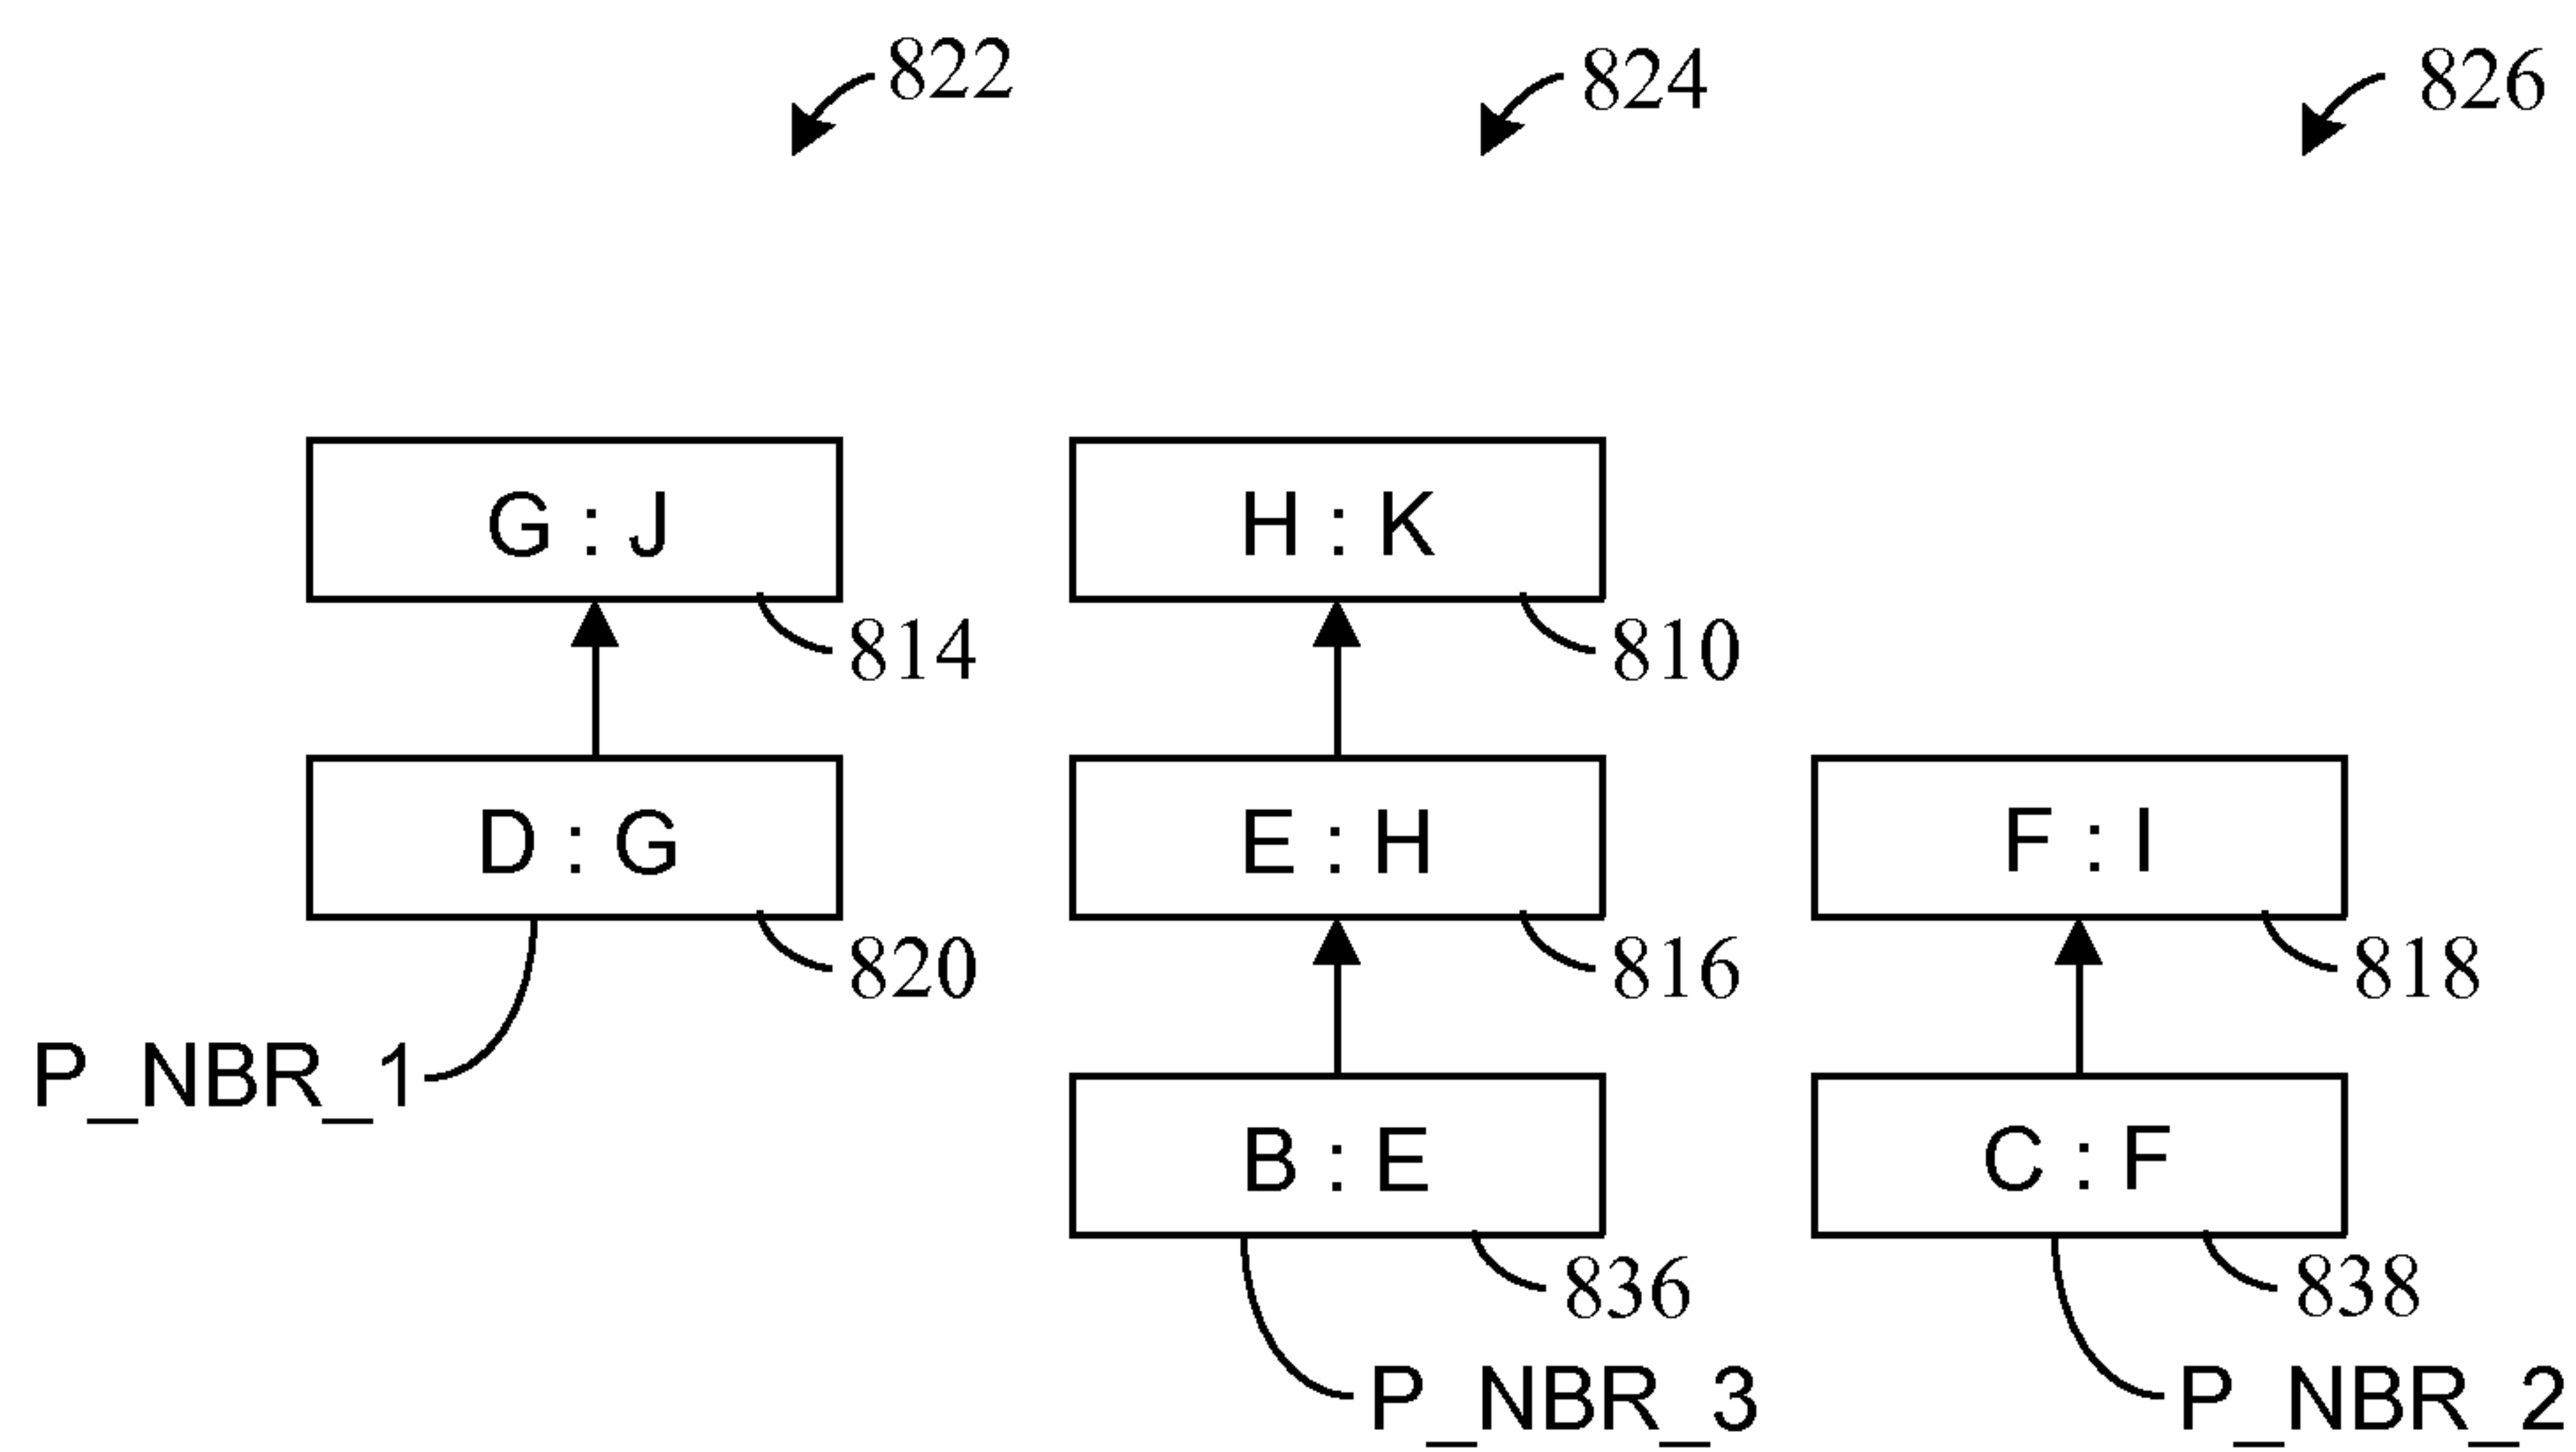 822 824 826
G : J H : K
814 810
D : G E : H F : I
820 816 818
P_NBR_1
B : E C : F
836 838
P_NBR_3 P_NBR_2